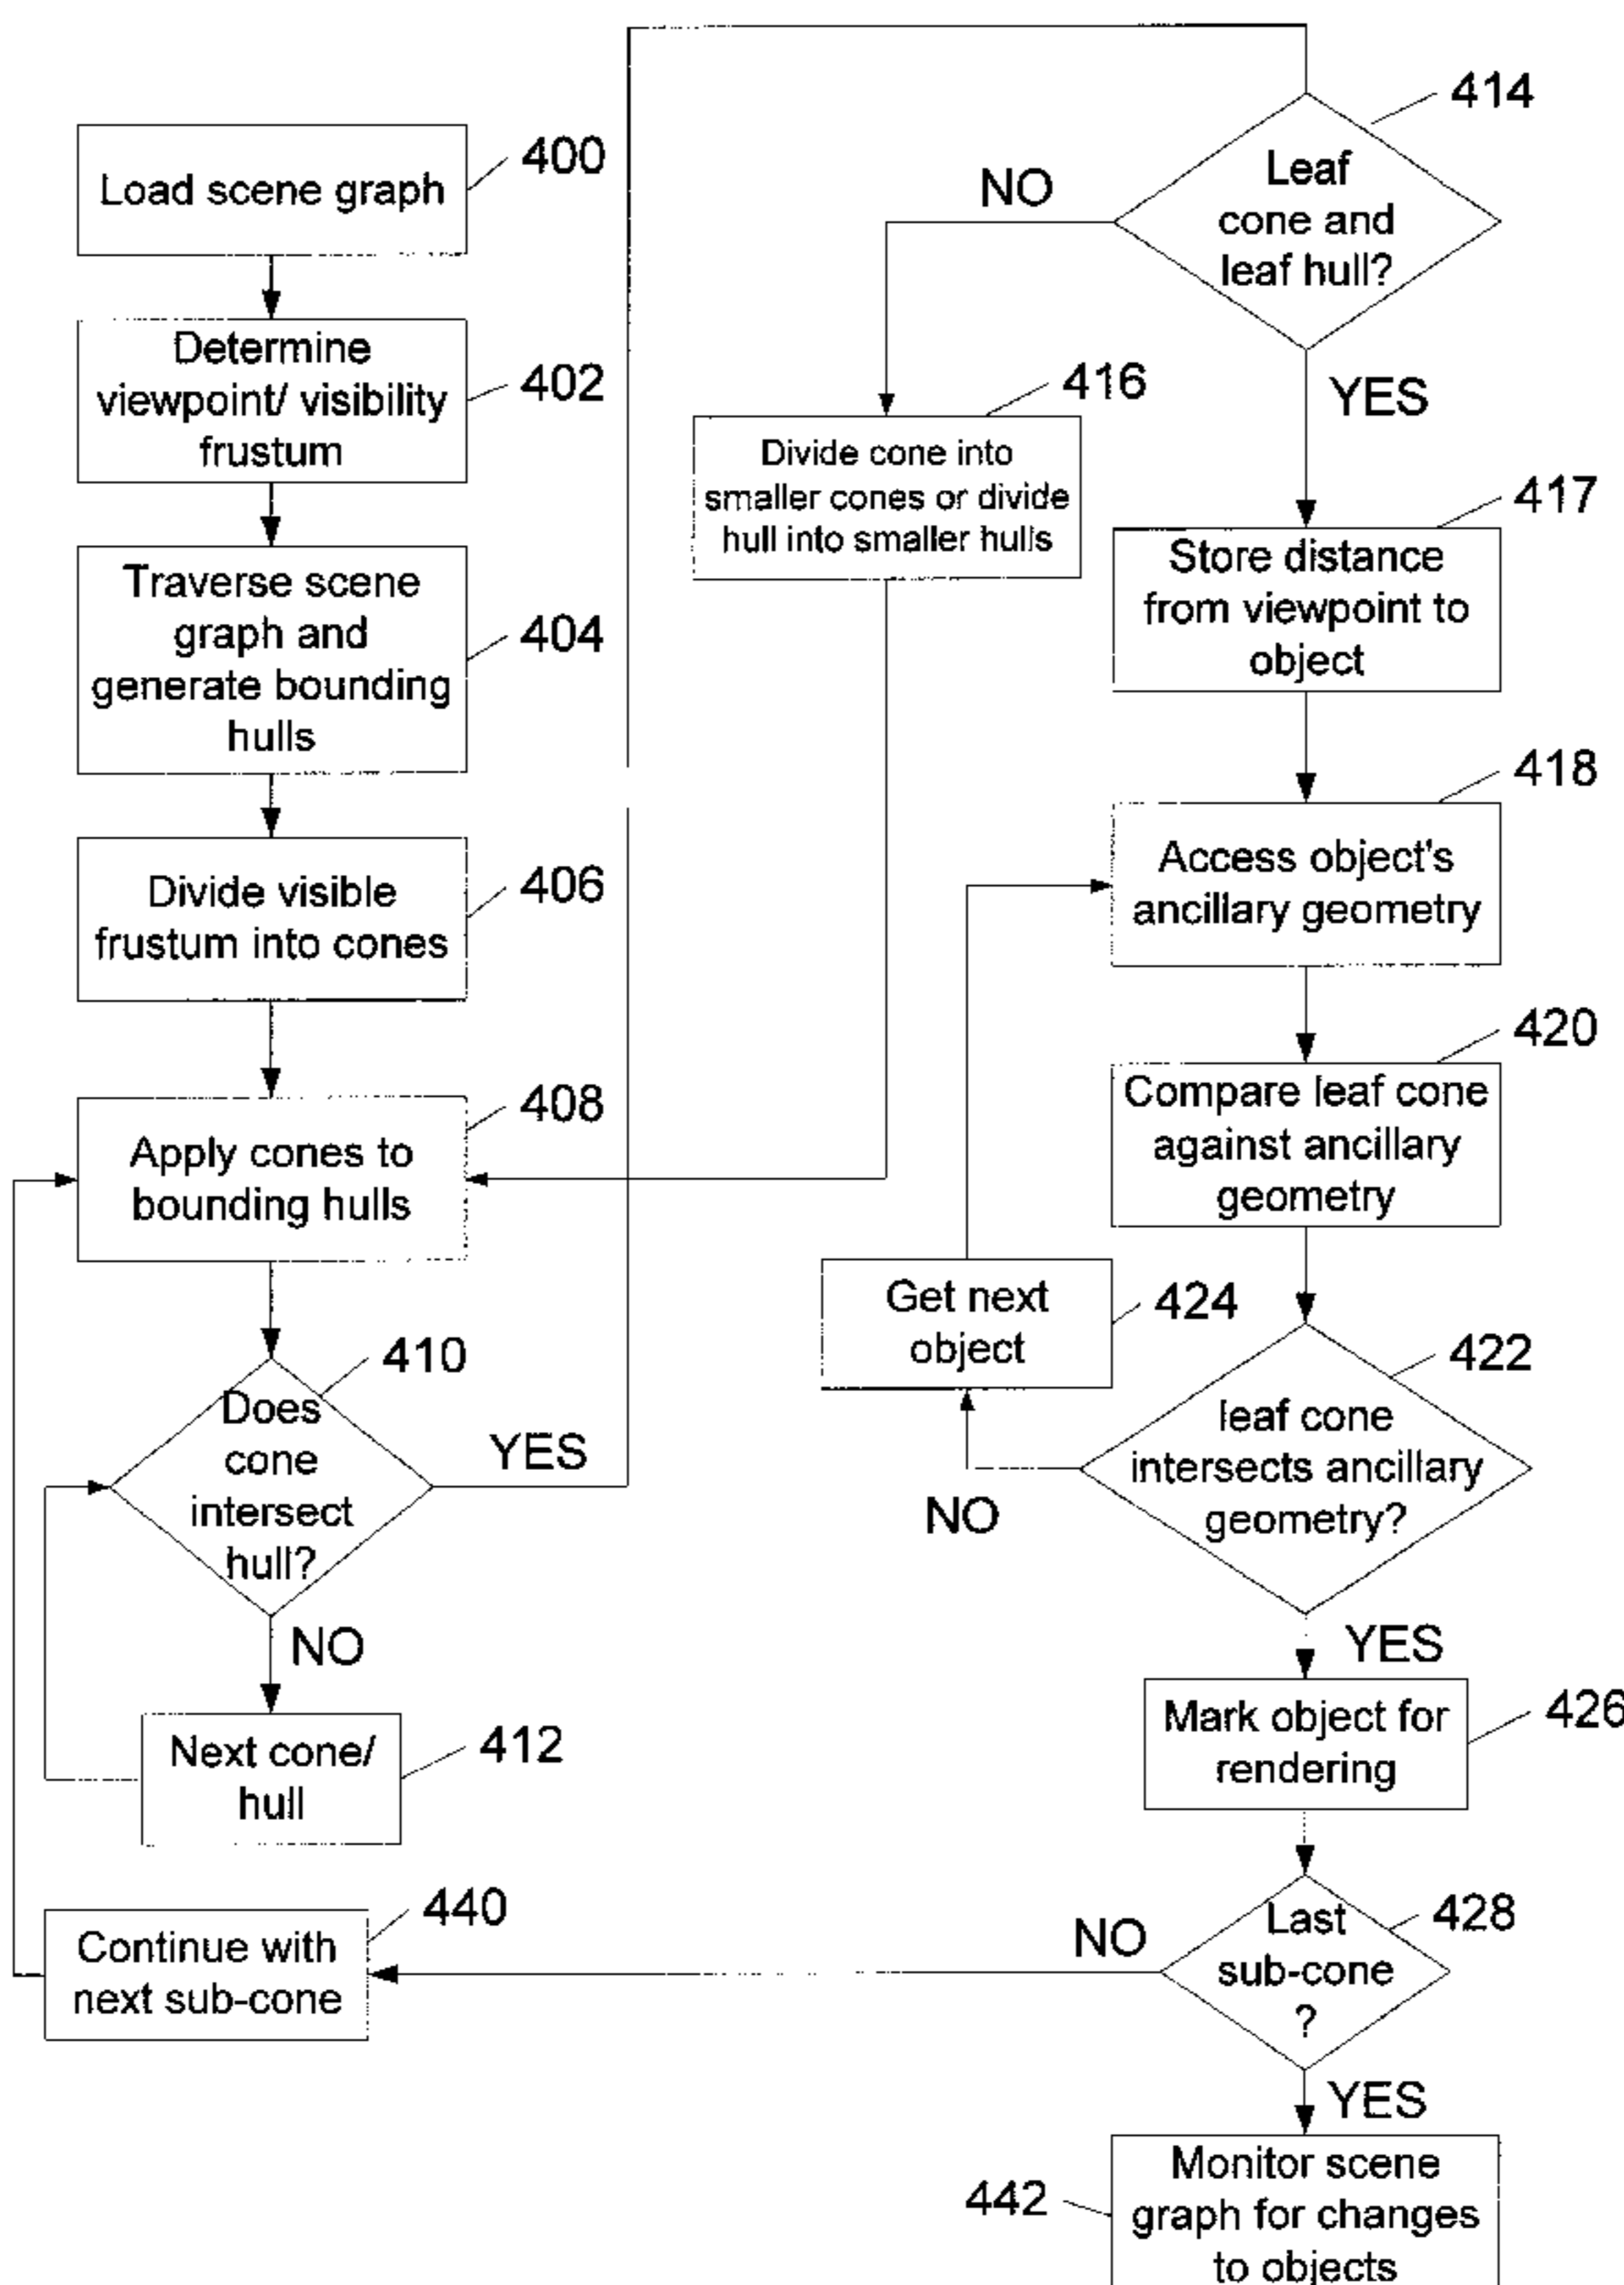 Load scene graph
400
Determine
viewpoint/ visibility
frustum
402
Traverse scene
graph and
generate bounding
hulls
404
Divide visible
frustum into cones
406
Apply cones to
bounding hulls
408
Does
cone
intersect
hull?
410
YES
NO
Next cone/
hull
412
Continue with
next sub-cone
440
Leaf
cone and
leaf hull?
414
NO
YES
Divide cone into
smaller cones or divide
hull into smaller hulls
416
Store distance
from viewpoint to
object
417
Access object's
ancillary geometry
418
Compare leaf cone
against ancillary
geometry
420
Get next
object
424
leaf cone
intersects ancillary
geometry?
422
NO
YES
Mark object for
rendering
426
Last
sub-cone
?
428
NO
YES
Monitor scene
graph for changes
to objects
442